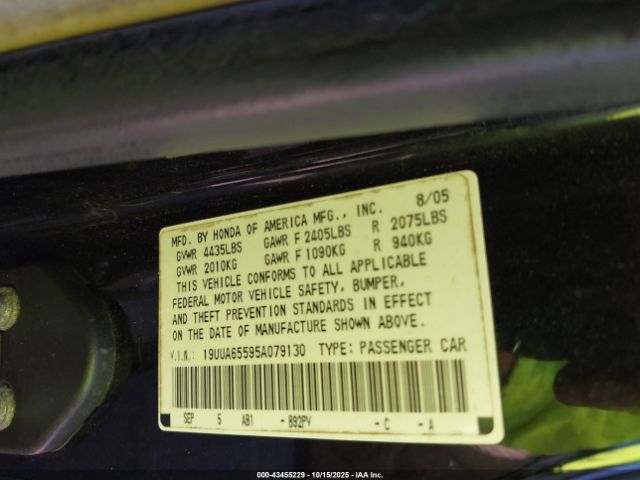 MFD. BY HONDA OF AMERICA MFG., INC. 8/05
GVWR 4435LBS GAWR F 2405LBS R 2075LBS
GVWR 2010KG GAWR F 1090KG R 940KG
THIS VEHICLE CONFORMS TO ALL APPLICABLE
FEDERAL MOTOR VEHICLE SAFETY, BUMPER,
AND THEFT PREVENTION STANDARDS IN EFFECT
ON THE DATE OF MANUFACTURE SHOWN ABOVE.
V.I.N.: 19UUA65595A079130 TYPE: PASSENGER CAR
SEP 5 AB1 - B92PV - C - A
000-43455229 - 10/15/2025 - IAA Inc.